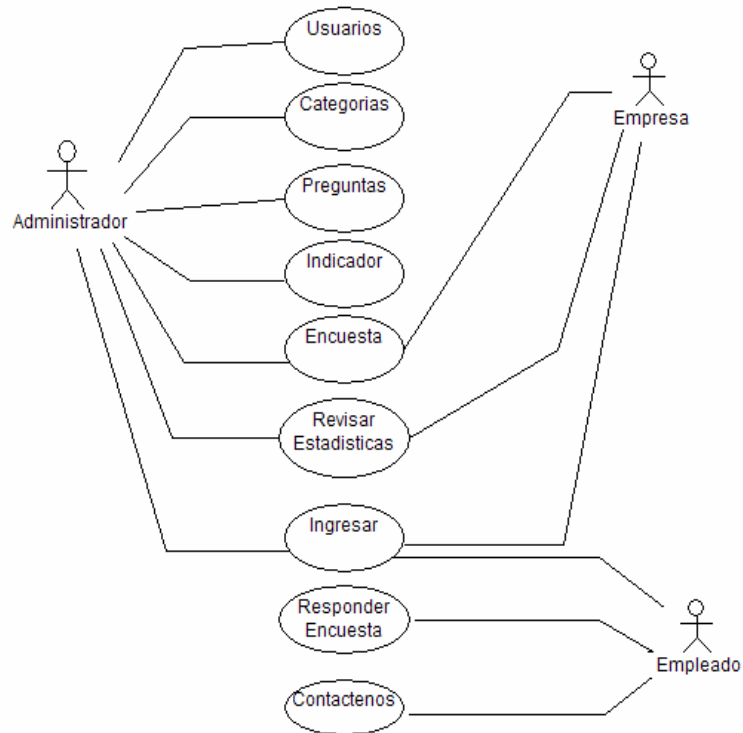 Usuarios
Categorias
Empresa
Preguntas
Administrador
Indicador
Encuesta
Revisar
Estadisticas
Ingresar
Responder
Encuesta
Empleado
Contactenos